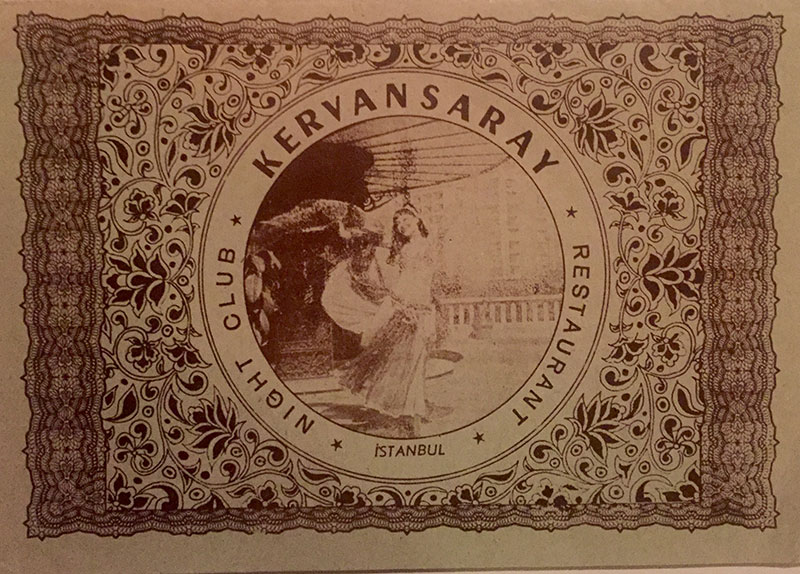 KERVANSARAY
NIGHT CLUB
RESTAURANT
İSTANBUL